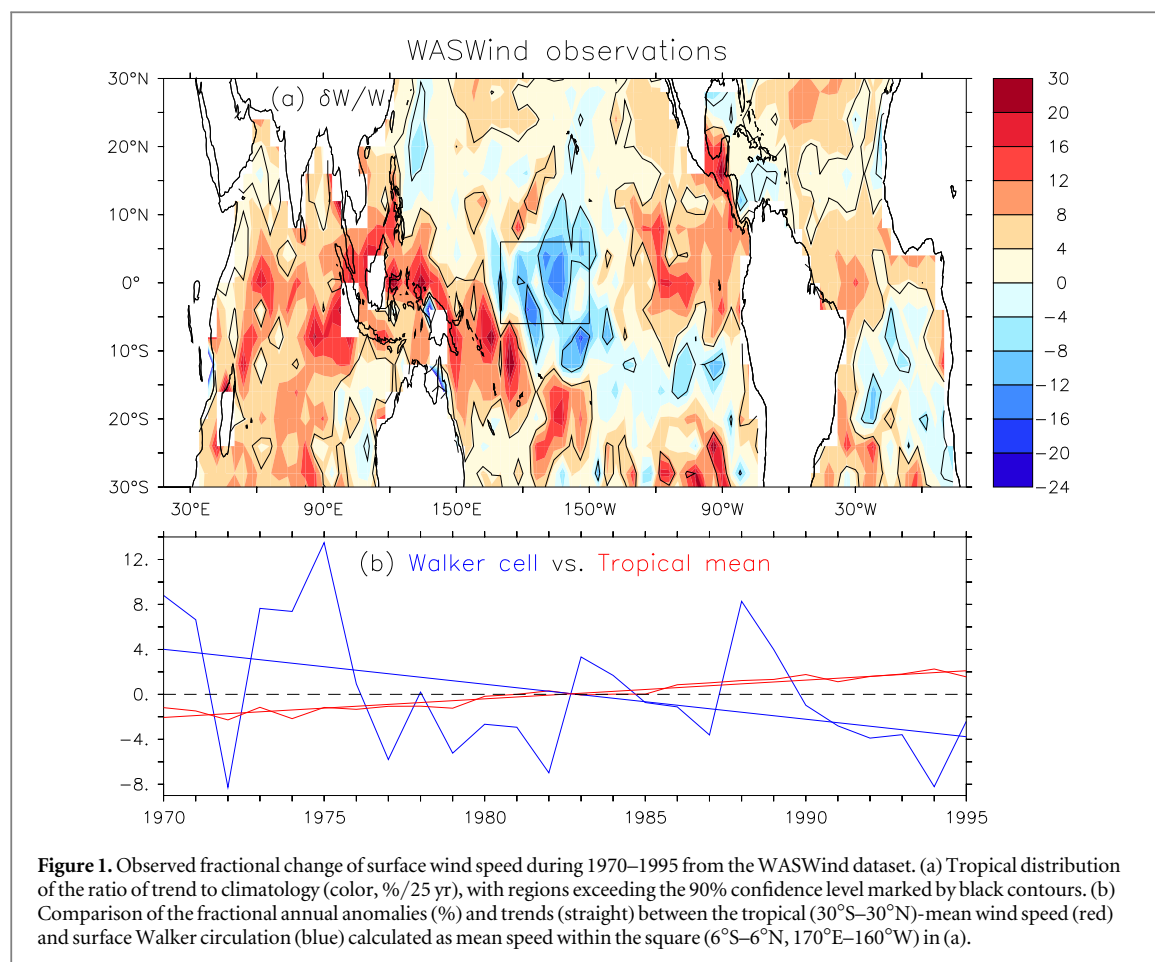 WASWind observations
(a) δW/W
30°N
20°N
10°N
0°
10°S
20°S
30°S
30°E 90°E 150°E 150°W 90°W 30°W
30
20
16
12
8
4
0
−4
−8
−12
−16
−20
−24
(b) Walker cell vs. Tropical mean
12.
8.
4.
0.
−4.
−8.
1970 1975 1980 1985 1990 1995
Figure 1. Observed fractional change of surface wind speed during 1970–1995 from the WASWind dataset. (a) Tropical distribution
of the ratio of trend to climatology (color, %/25 yr), with regions exceeding the 90% confidence level marked by black contours. (b)
Comparison of the fractional annual anomalies (%) and trends (straight) between the tropical (30°S–30°N)-mean wind speed (red)
and surface Walker circulation (blue) calculated as mean speed within the square (6°S–6°N, 170°E–160°W) in (a).